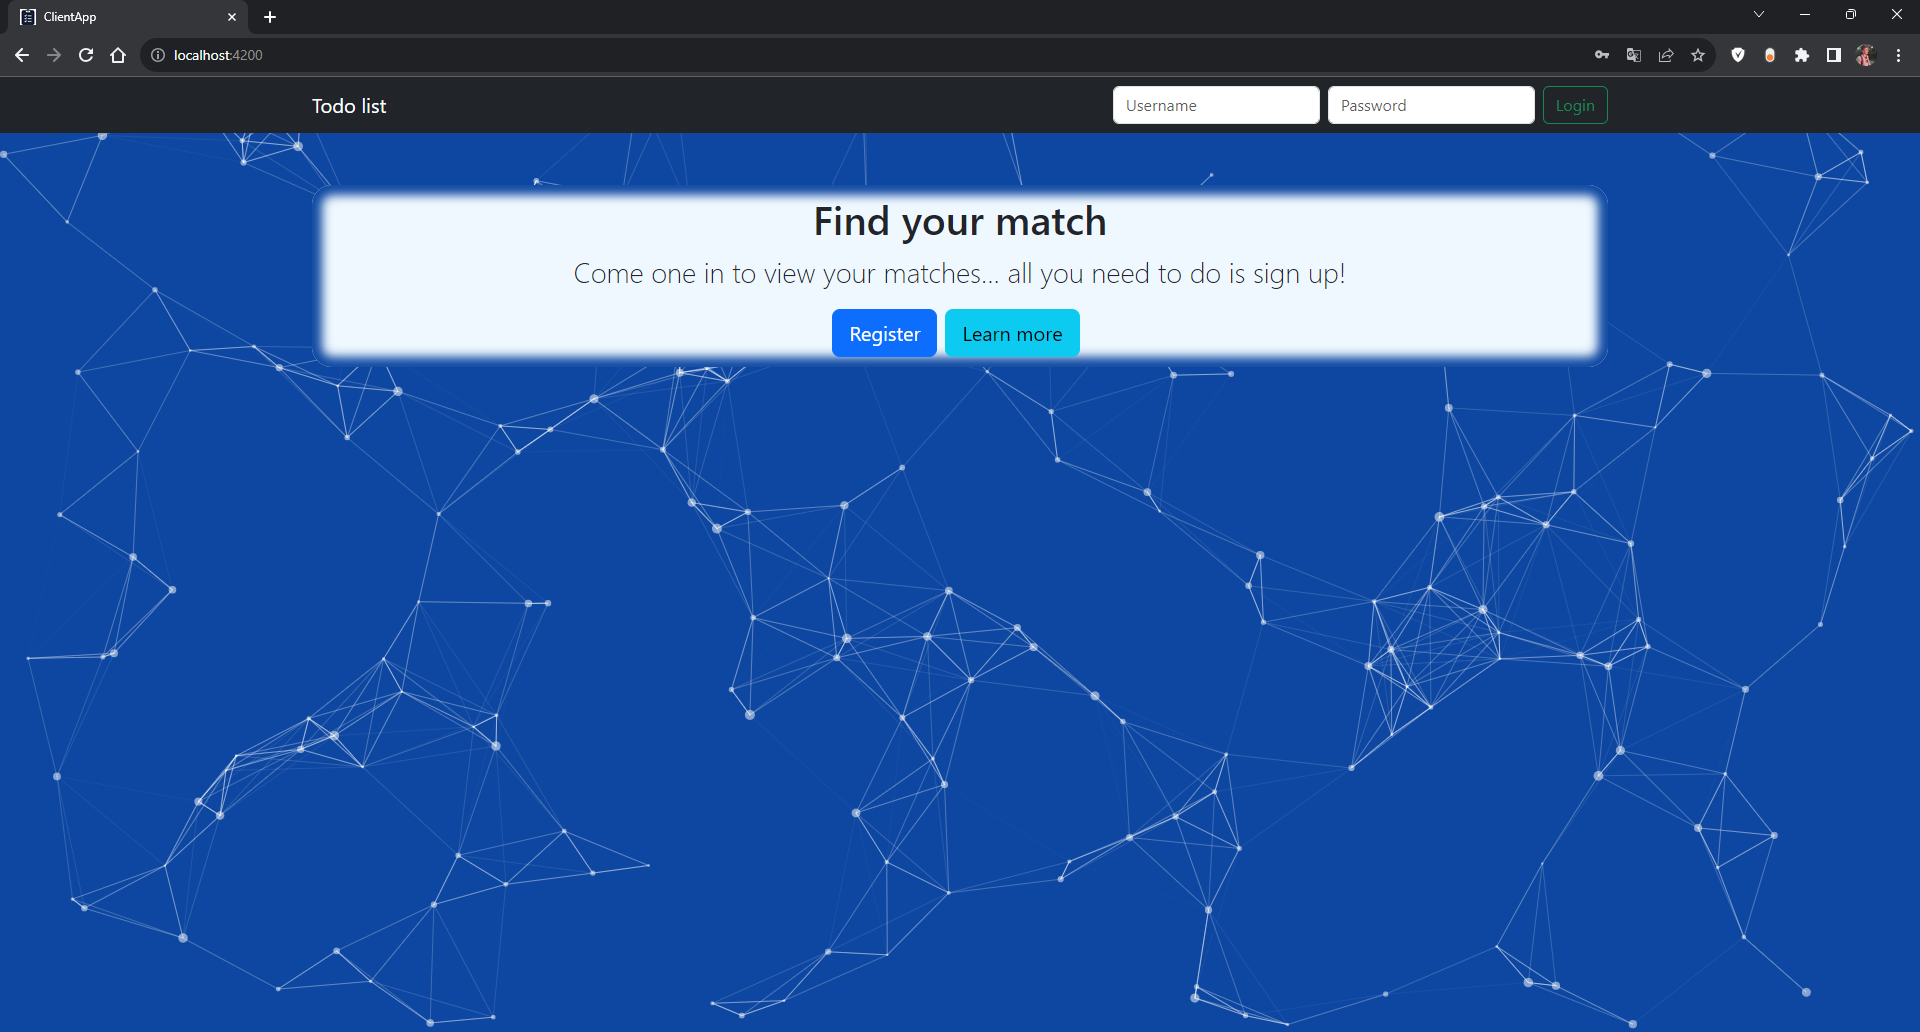 ClientApp
localhost:4200
Todo list
Username
Password
Login
Find your match
Come one in to view your matches... all you need to do is sign up!
Register
Learn more